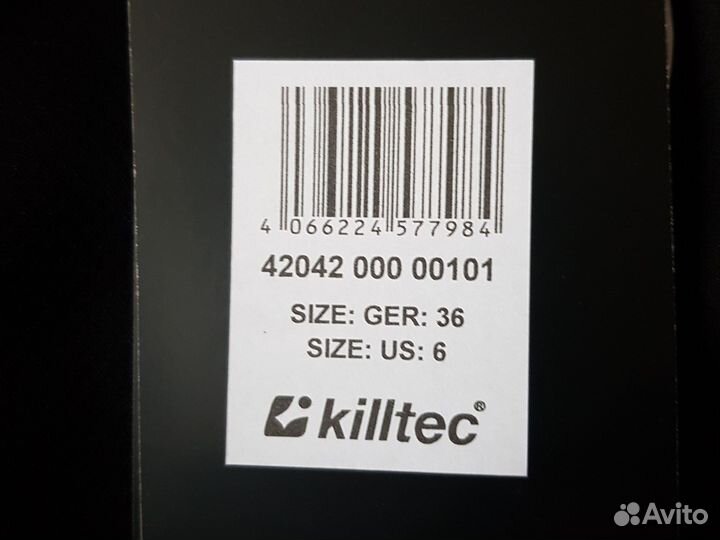 4 066224 577984
42042 000 00101
SIZE: GER: 36
SIZE: US: 6
killtec®
Avito